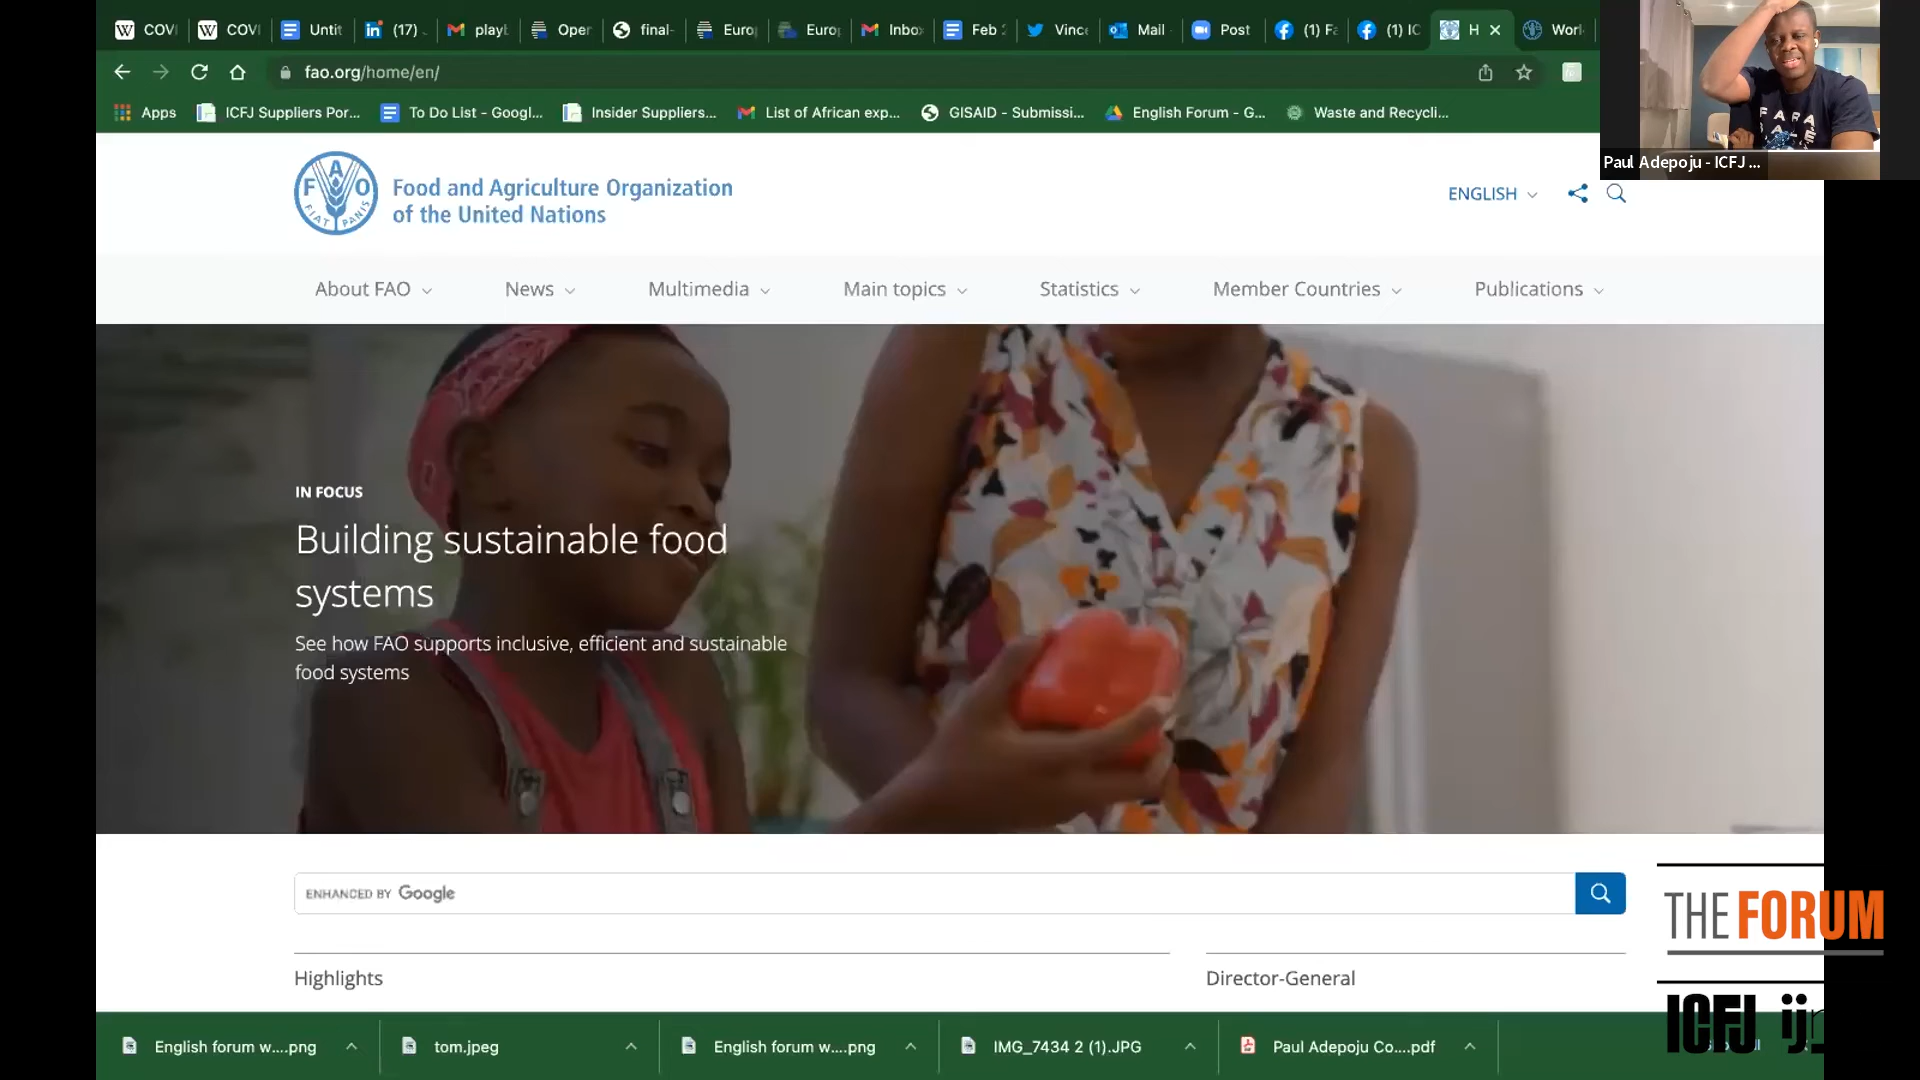 COVI
COVI
Untit
(17)
playl
Oper
final-
Euro
Euro
Inbo
Feb 2
Vince
Mail
Post
(1) Fa
(1) IC
H
Worl
fao.org/home/en/
Apps
ICFJ Suppliers Por...
To Do List - Googl...
Insider Suppliers...
List of African exp...
GISAID - Submissi...
English Forum - G...
Waste and Recycli...
FARA
Paul Adepoju - ICFJ ...
FAO
FIAT PANIS
Food and Agriculture Organization
of the United Nations
ENGLISH
About FAO
News
Multimedia
Main topics
Statistics
Member Countries
Publications
IN FOCUS
Building sustainable food
systems
See how FAO supports inclusive, efficient and sustainable
food systems
ENHANCED BY Google
Highlights
Director-General
THE FORUM
ICFJ ij
English forum w....png
tom.jpeg
English forum w....png
IMG_7434 2 (1).JPG
Paul Adepoju Co....pdf